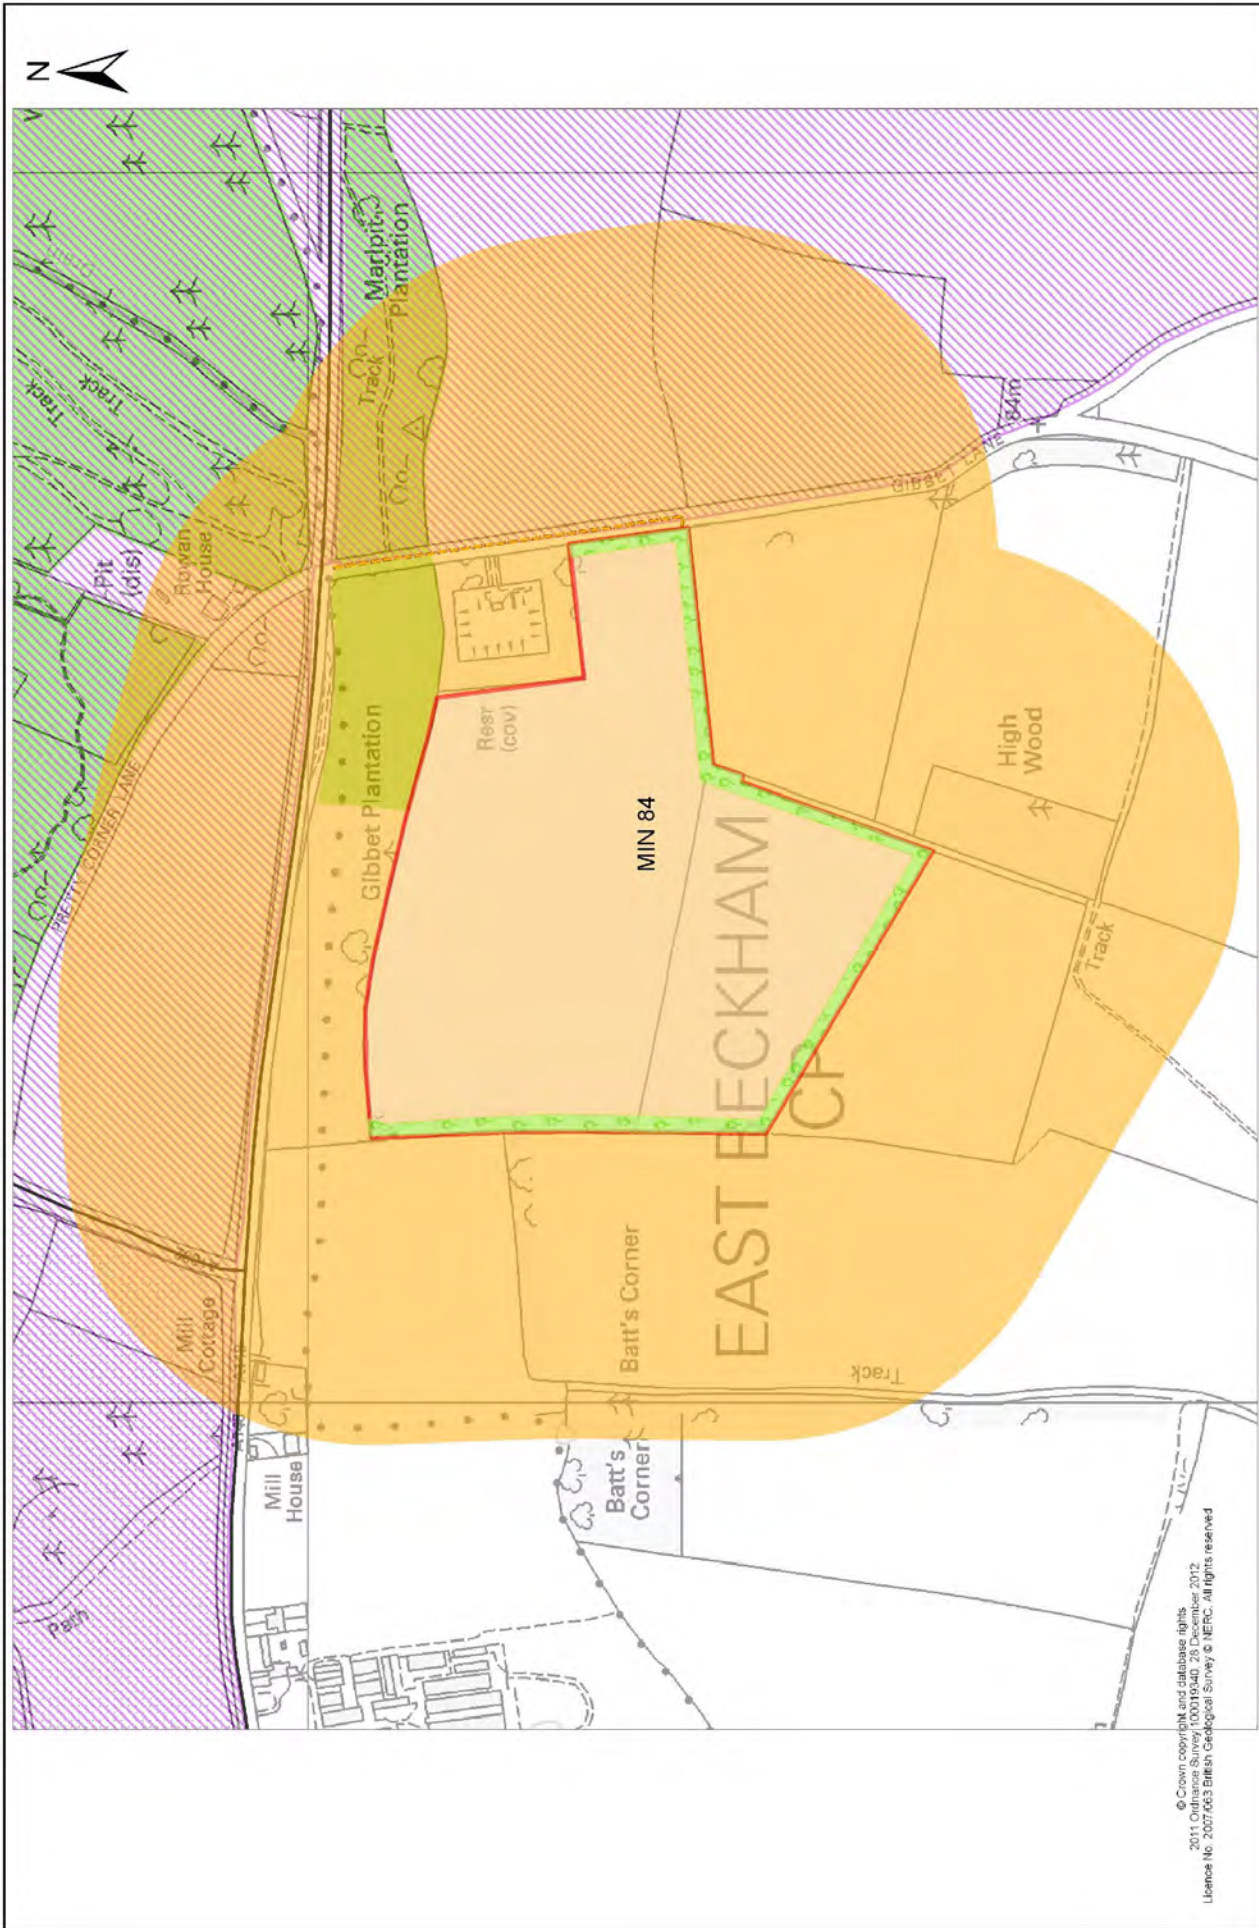 N
Drain
Track
Track
Pit
(dis)
Rowan
House
Track
Marlpit
Plantation
PRETTY CORNER LANE
Gibbet Plantation
Resr
(cov)
MIN 84
LANE
84m
High
Wood
EAST BECKHAM
CP
Track
Mill
Cottage
A148
Batt's Corner
Track
Mill
House
Batt's
Corner
Path
© Crown copyright and database rights
2011 Ordnance Survey 100019340, 28 December 2012
Licence No. 2007/063 British Geological Survey © NERC. All rights reserved